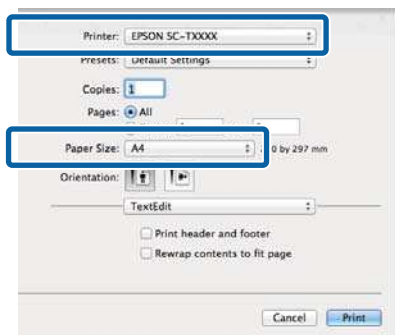 Printer: EPSON SC-TXXXX
Presets: Default Settings
Copies: 1
Pages: All
Paper Size: A4 by 297 mm
Orientation:
TextEdit
Print header and footer
Rewrap contents to fit page
Cancel Print